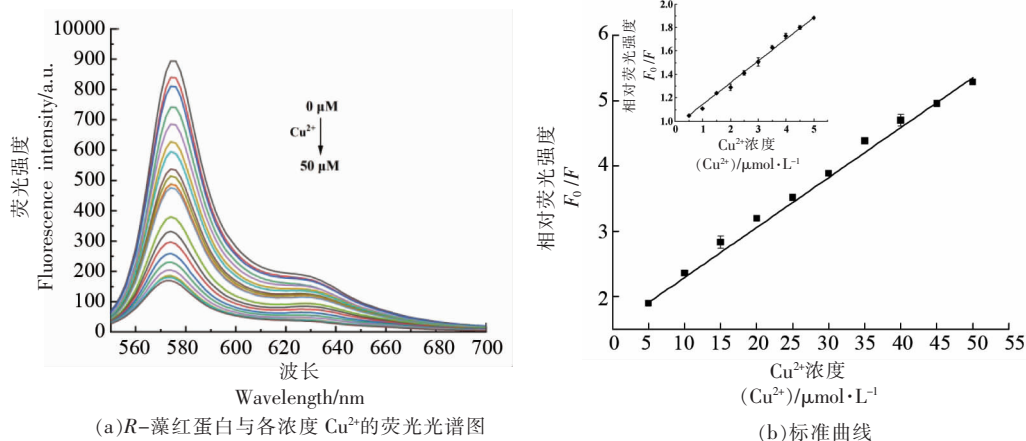 10000
900
800
700
600
500
400
300
200
100
0
荧光强度
Fluorescence intensity/a.u.
0 μM
Cu²⁺
50 μM
560 580 600 620 640 660 680 700
波长
Wavelength/nm
(a)R-藻红蛋白与各浓度 Cu²⁺的荧光光谱图
相对荧光强度
F₀/F
2.0
1.8
1.6
1.4
1.2
1.0
0 1 2 3 4 5
Cu²⁺浓度
(Cu²⁺)/μmol·L⁻¹
相对荧光强度
F₀/F
6
5
4
3
2
0 5 10 15 20 25 30 35 40 45 50 55
Cu²⁺浓度
(Cu²⁺)/μmol·L⁻¹
(b)标准曲线